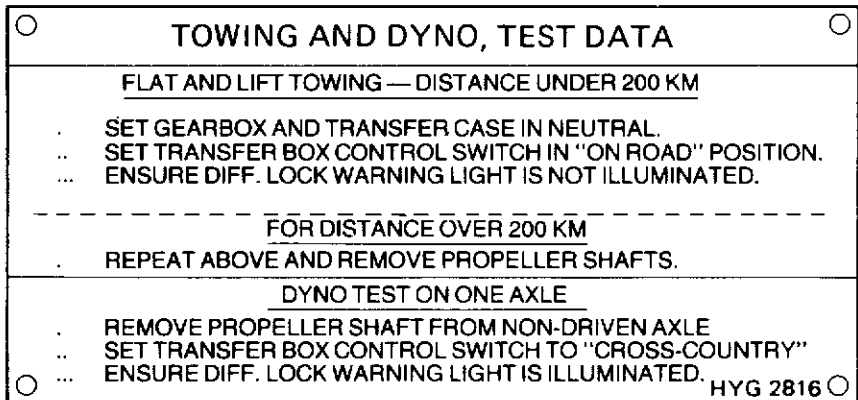 TOWING AND DYNO, TEST DATA
FLAT AND LIFT TOWING — DISTANCE UNDER 200 KM
. SET GEARBOX AND TRANSFER CASE IN NEUTRAL.
.. SET TRANSFER BOX CONTROL SWITCH IN "ON ROAD" POSITION.
... ENSURE DIFF. LOCK WARNING LIGHT IS NOT ILLUMINATED.
FOR DISTANCE OVER 200 KM
. REPEAT ABOVE AND REMOVE PROPELLER SHAFTS.
DYNO TEST ON ONE AXLE
. REMOVE PROPELLER SHAFT FROM NON-DRIVEN AXLE
.. SET TRANSFER BOX CONTROL SWITCH TO "CROSS-COUNTRY"
... ENSURE DIFF. LOCK WARNING LIGHT IS ILLUMINATED.
HYG 2816